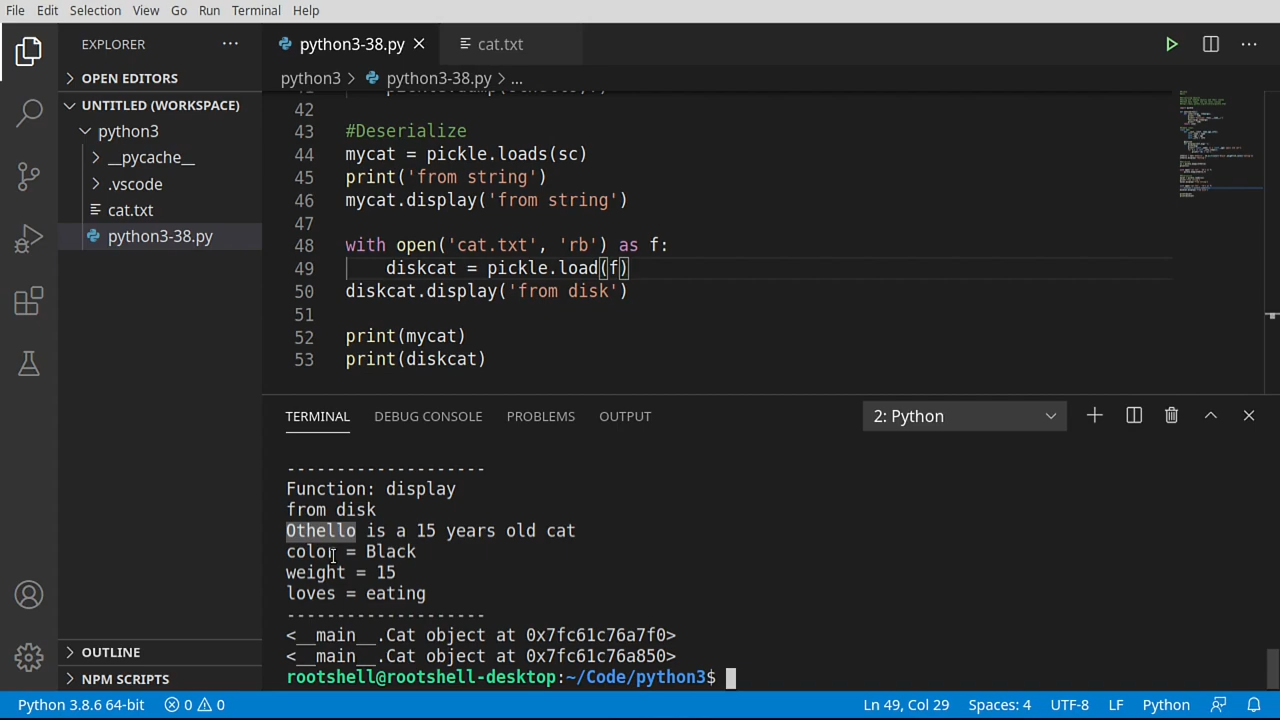 File Edit Selection View Go Run Terminal Help
EXPLORER
OPEN EDITORS
UNTITLED (WORKSPACE)
python3
__pycache__
.vscode
cat.txt
python3-38.py
OUTLINE
NPM SCRIPTS
python3-38.py
cat.txt
python3 > python3-38.py > ...
42
43 #Deserialize
44 mycat = pickle.loads(sc)
45 print('from string')
46 mycat.display('from string')
47
48 with open('cat.txt', 'rb') as f:
49     diskcat = pickle.load(f)
50 diskcat.display('from disk')
51
52 print(mycat)
53 print(diskcat)
TERMINAL DEBUG CONSOLE PROBLEMS OUTPUT 2: Python
--------------------
Function: display
from disk
Othello is a 15 years old cat
color = Black
weight = 15
loves = eating
--------------------
<__main__.Cat object at 0x7fc61c76a7f0>
<__main__.Cat object at 0x7fc61c76a850>
rootshell@rootshell-desktop:~/Code/python3$
Python 3.8.6 64-bit 0 0 Ln 49, Col 29 Spaces: 4 UTF-8 LF Python